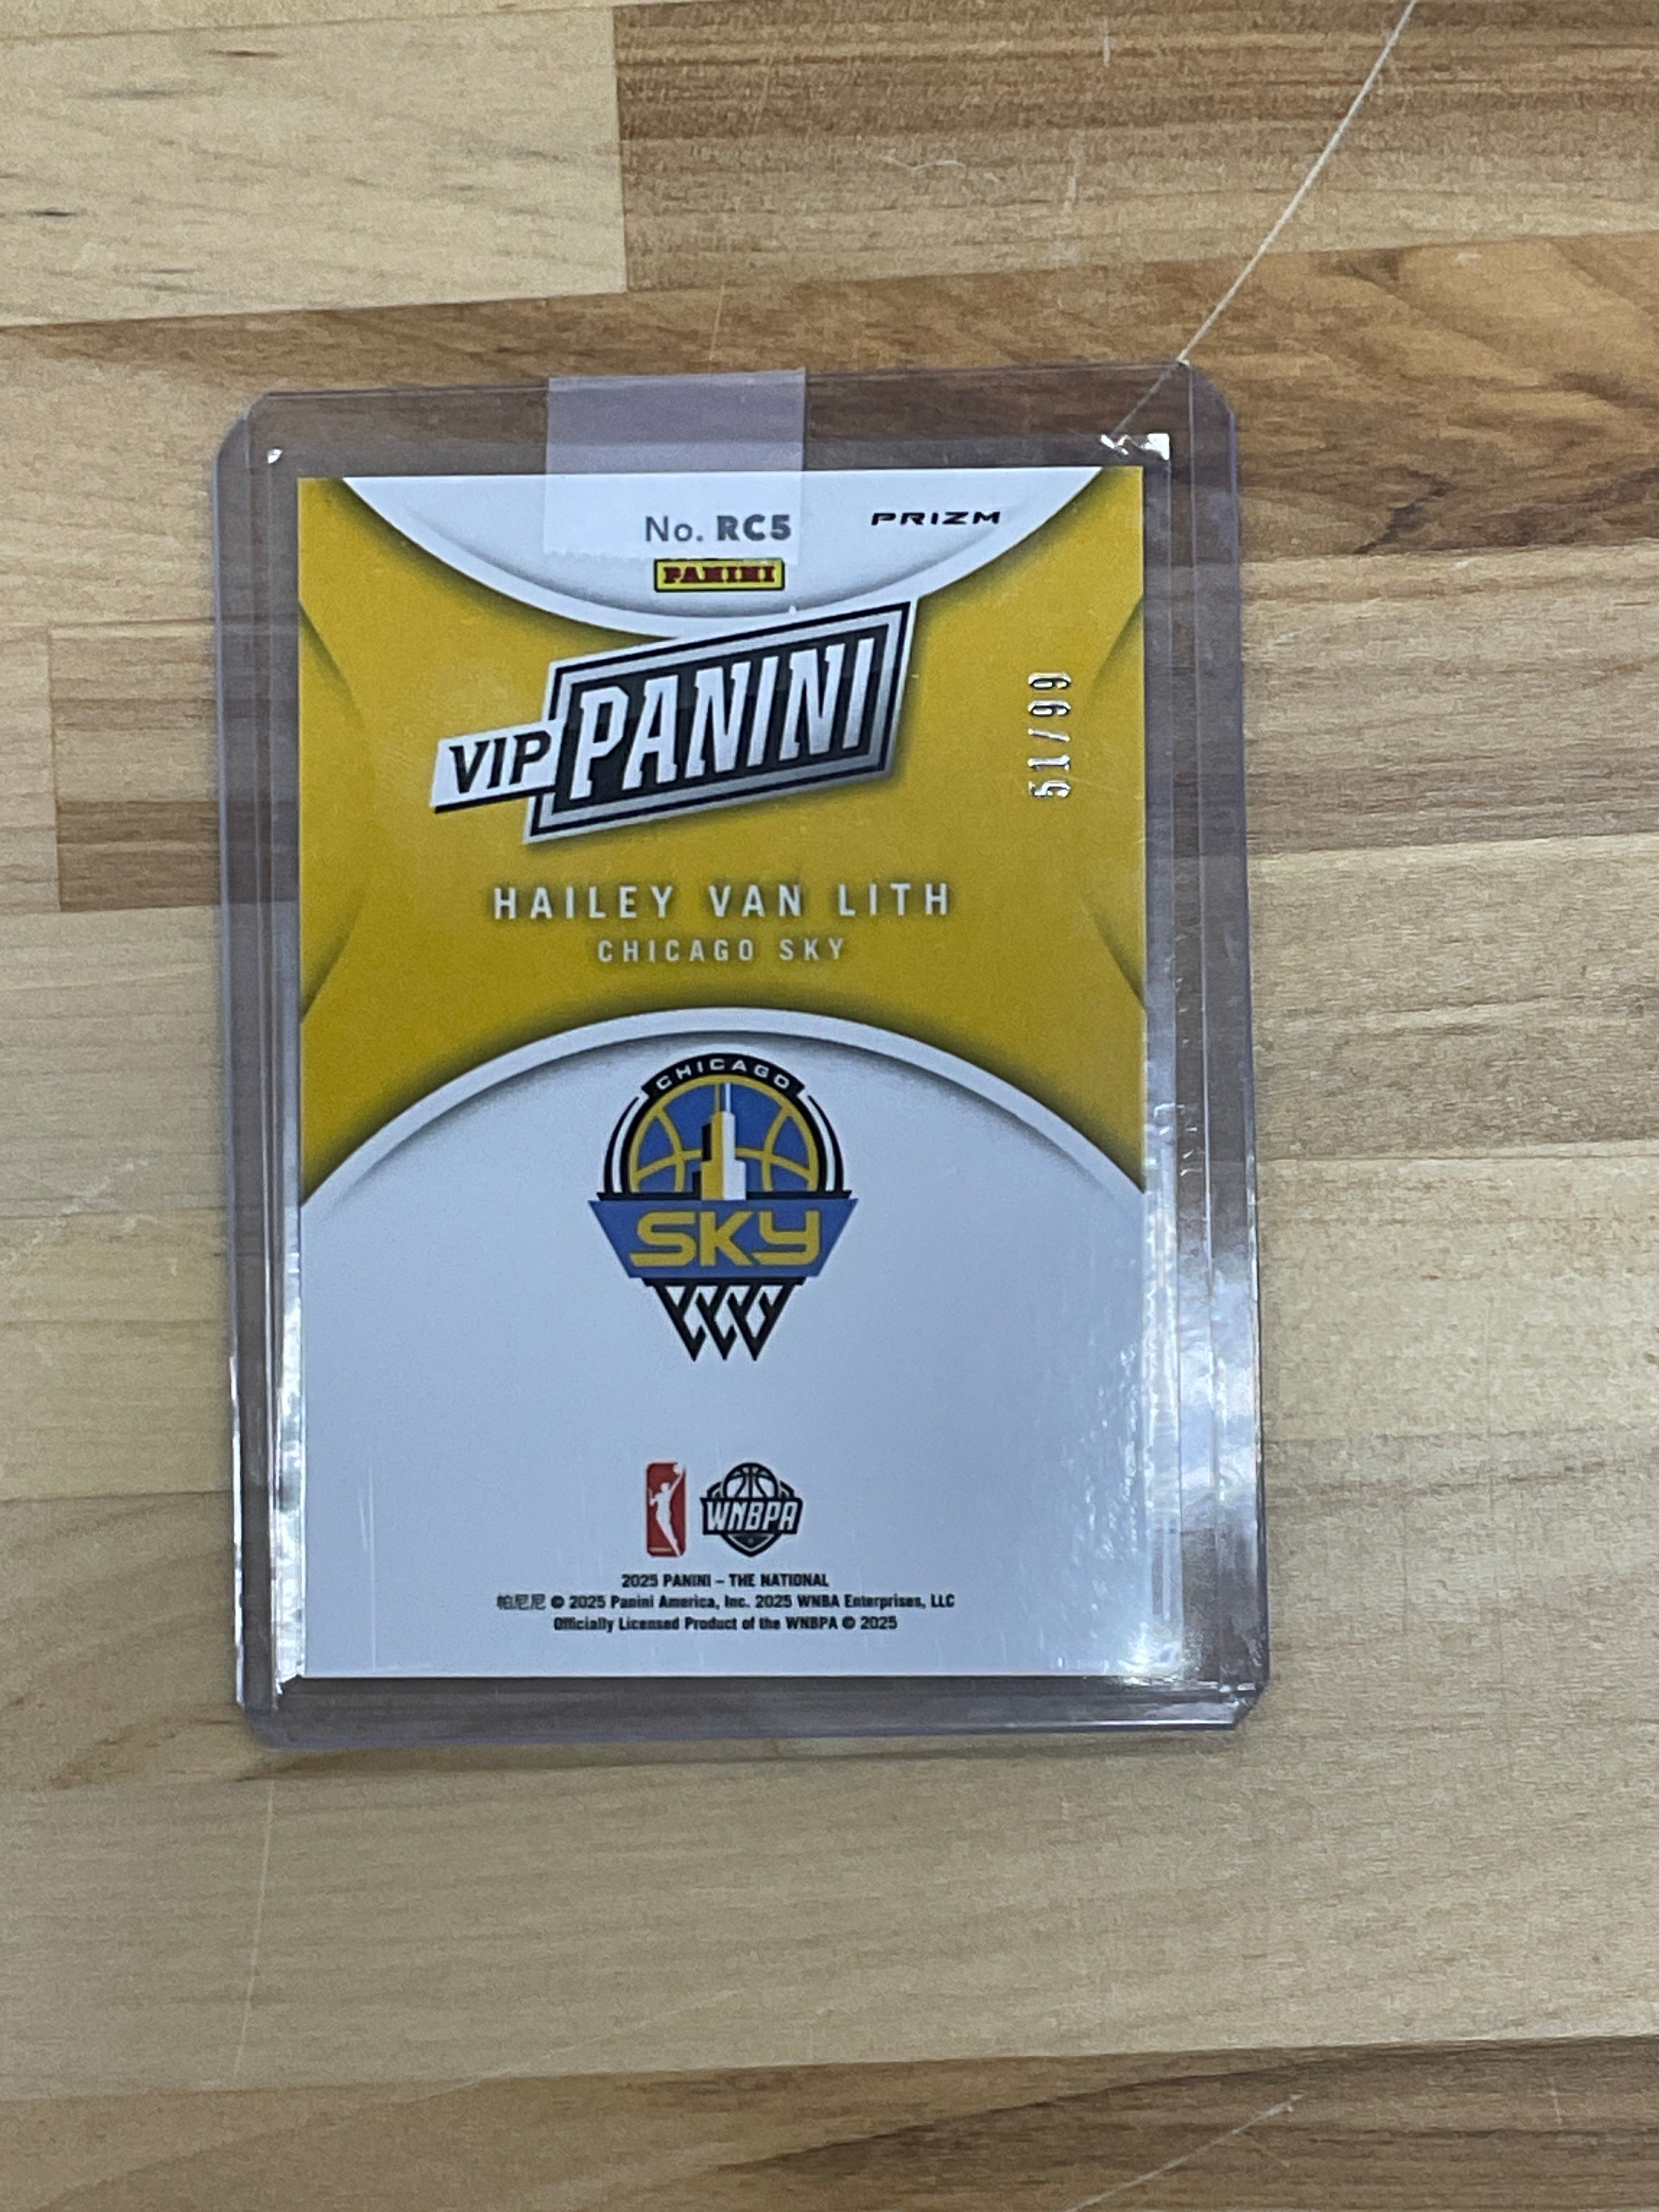 No. RC5
PRIZM
PANINI
VIP PANINI
51/99
HAILEY VAN LITH
CHICAGO SKY
CHICAGO
SKY
WNBPA
2025 PANINI – THE NATIONAL
帕尼尼 © 2025 Panini America, Inc. 2025 WNBA Enterprises, LLC
Officially Licensed Product of the WNBPA © 2025